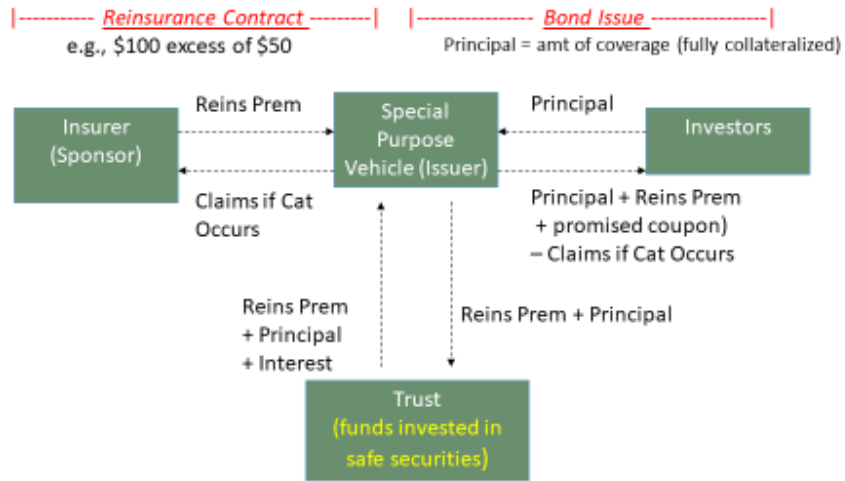 |----------- Reinsurance Contract ---------|
|----------- Bond Issue -----------------|
e.g., $100 excess of $50
Principal = amt of coverage (fully collateralized)
Insurer
(Sponsor)
Reins Prem
Claims if Cat
Occurs
Special
Purpose
Vehicle (Issuer)
Principal
Investors
Principal + Reins Prem
+ promised coupon)
– Claims if Cat Occurs
Reins Prem
+ Principal
+ Interest
Reins Prem + Principal
Trust
(funds invested in
safe securities)